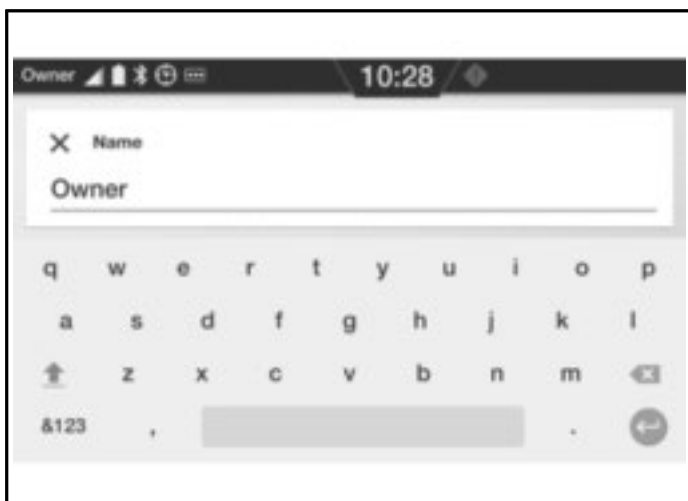 Owner 10:28
Name
Owner
q w e r t y u i o p
a s d f g h j k l
z x c v b n m
&123 , .